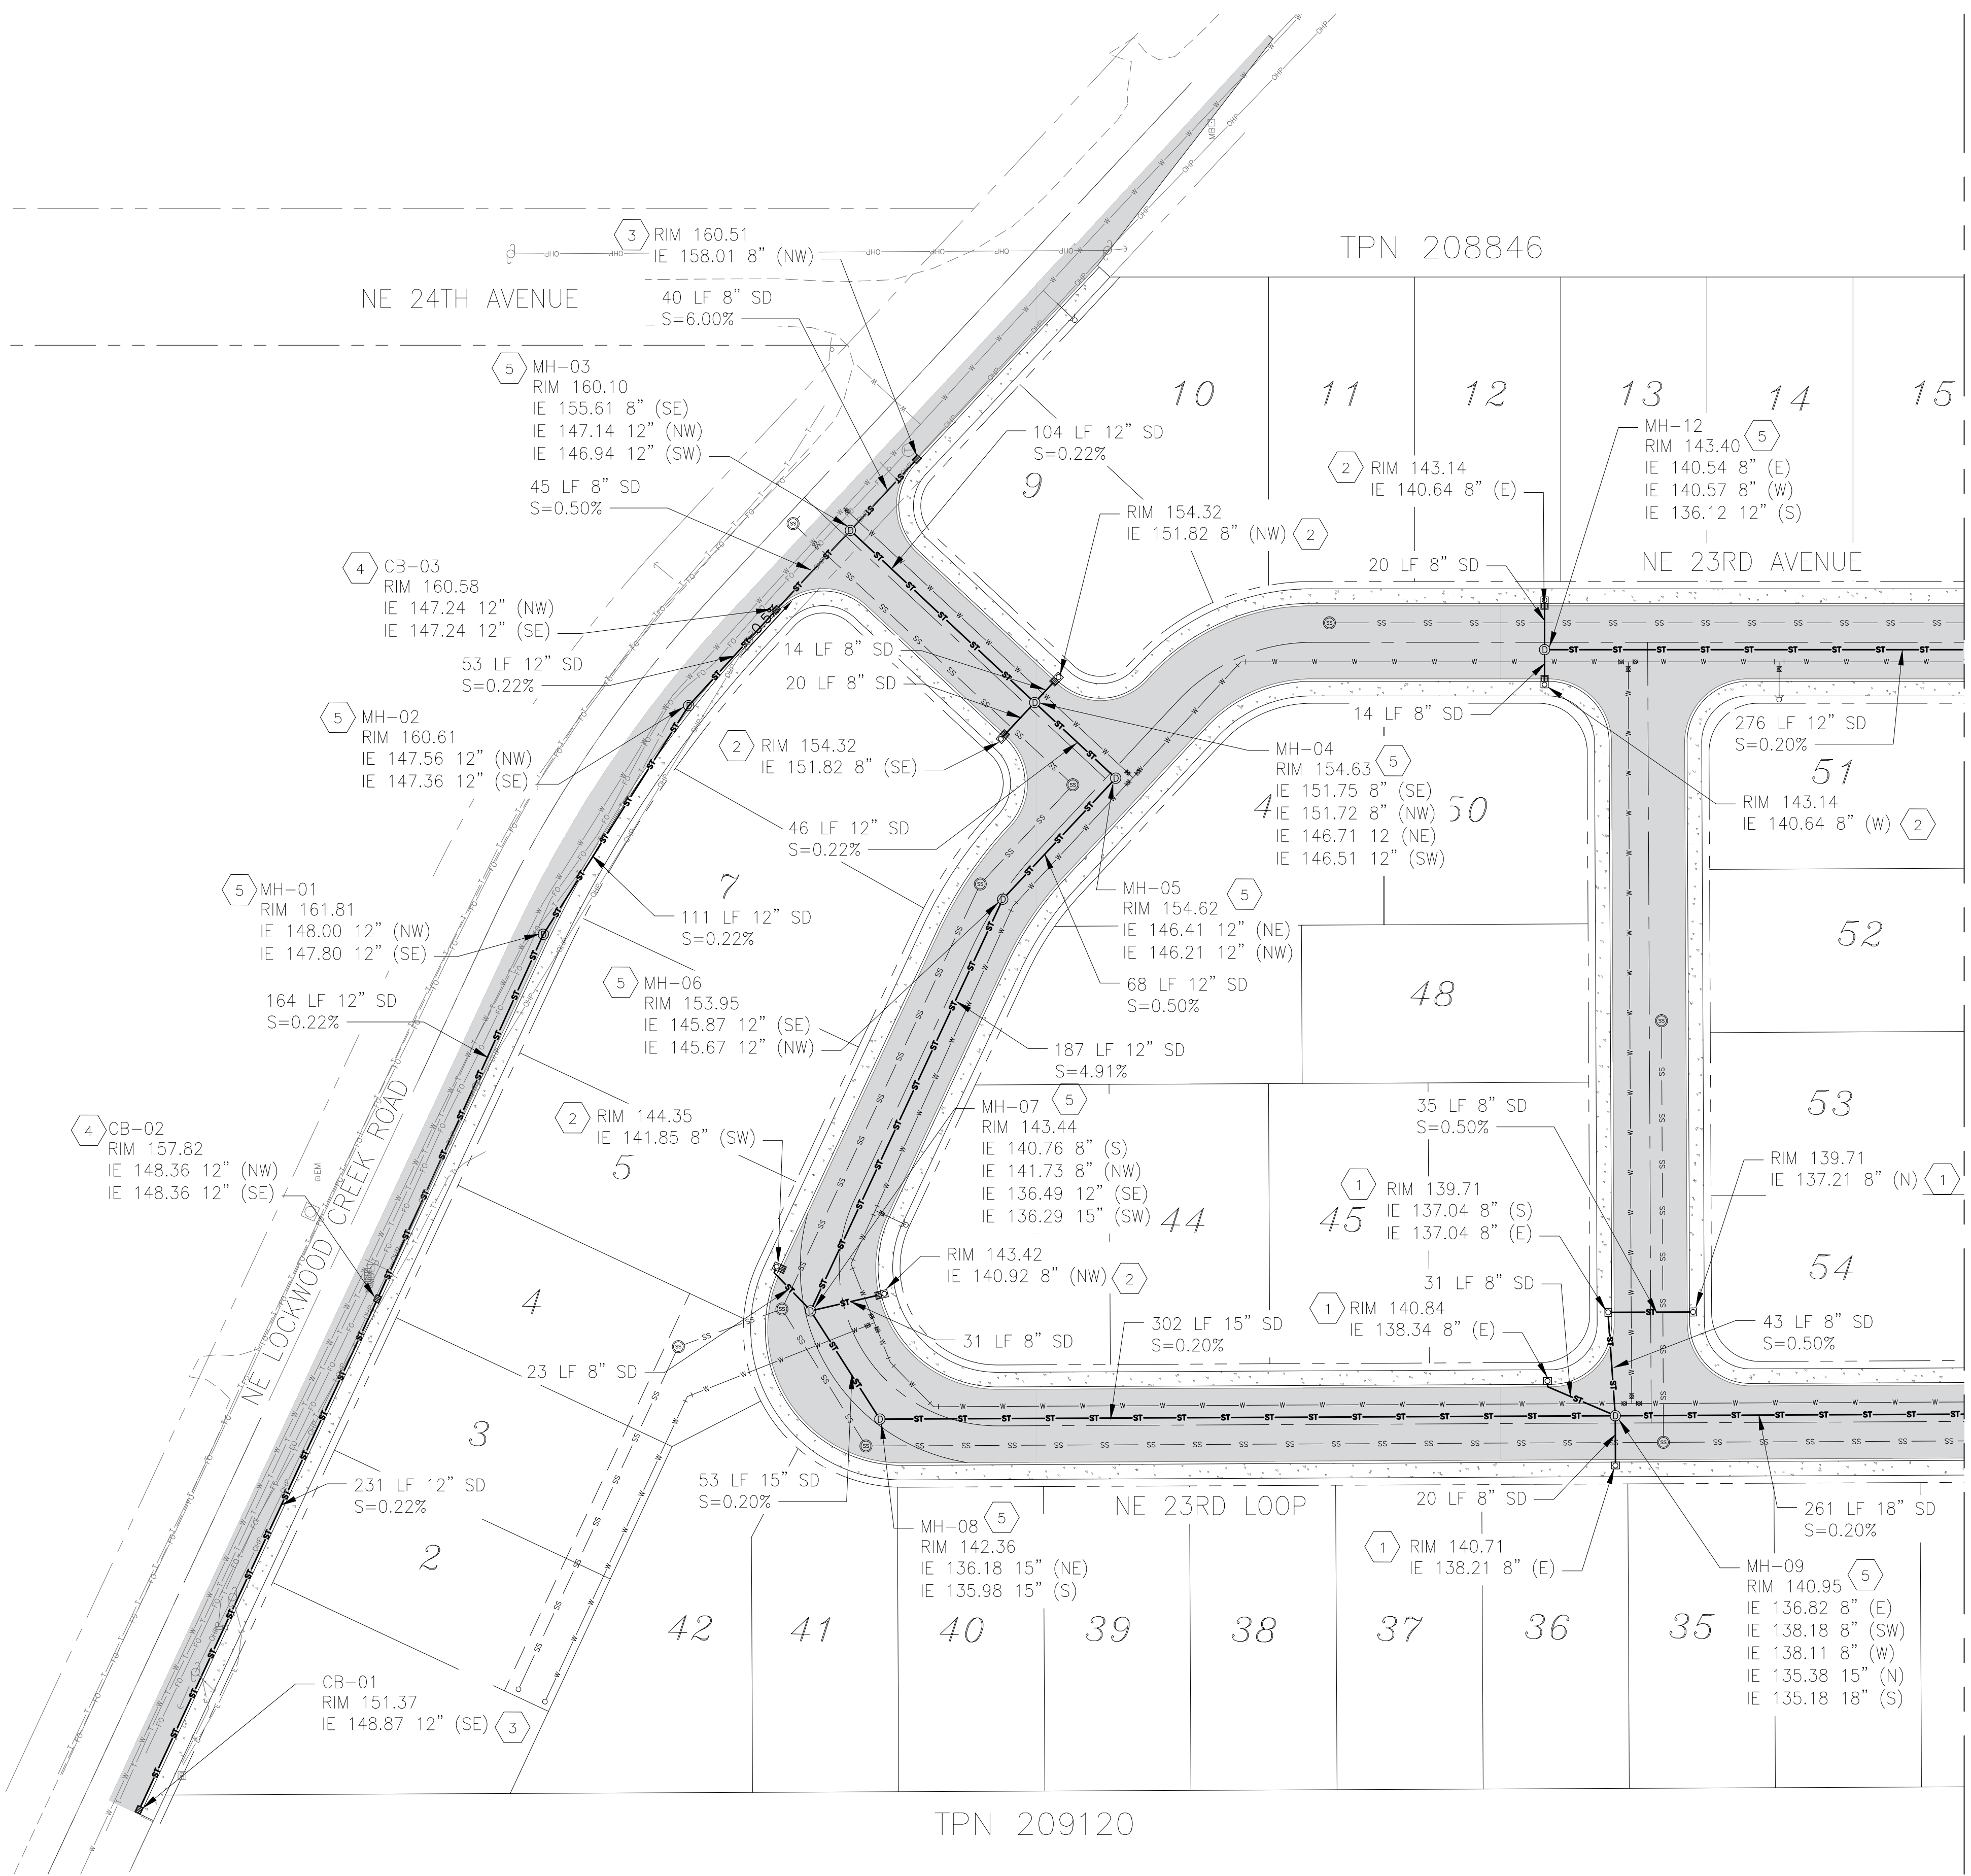 TPN 208846
3
RIM 160.51
IE 158.01 8" (NW)
NE 24TH AVENUE
40 LF 8" SD
S=6.00%
5
MH-03
RIM 160.10
IE 155.61 8" (SE)
IE 147.14 12" (NW)
IE 146.94 12" (SW)
45 LF 8" SD
S=0.50%
4
CB-03
RIM 160.58
IE 147.24 12" (NW)
IE 147.24 12" (SE)
53 LF 12" SD
S=0.22%
5
MH-02
RIM 160.61
IE 147.56 12" (NW)
IE 147.36 12" (SE)
0.5%
104 LF 12" SD
S=0.22%
9
10
11
12
13
14
15
RIM 154.32
IE 151.82 8" (NW)
2
2
RIM 143.14
IE 140.64 8" (E)
MH-12
RIM 143.40
5
IE 140.54 8" (E)
IE 140.57 8" (W)
IE 136.12 12" (S)
20 LF 8" SD
NE 23RD AVENUE
14 LF 8" SD
20 LF 8" SD
2
RIM 154.32
IE 151.82 8" (SE)
14 LF 8" SD
276 LF 12" SD
S=0.20%
51
MH-04
RIM 154.63
5
IE 151.75 8" (SE)
IE 151.72 8" (NW)
IE 146.71 12 (NE)
IE 146.51 12" (SW)
4
50
RIM 143.14
IE 140.64 8" (W)
2
46 LF 12" SD
S=0.22%
7
111 LF 12" SD
S=0.22%
5
MH-01
RIM 161.81
IE 148.00 12" (NW)
IE 147.80 12" (SE)
MH-05
RIM 154.62
5
IE 146.41 12" (NE)
IE 146.21 12" (NW)
68 LF 12" SD
S=0.50%
52
48
164 LF 12" SD
S=0.22%
5
MH-06
RIM 153.95
IE 145.87 12" (SE)
IE 145.67 12" (NW)
187 LF 12" SD
S=4.91%
53
4
CB-02
RIM 157.82
IE 148.36 12" (NW)
IE 148.36 12" (SE)
EM
NE LOCKWOOD CREEK ROAD
2
RIM 144.35
IE 141.85 8" (SW)
5
MH-07
5
RIM 143.44
IE 140.76 8" (S)
IE 141.73 8" (NW)
IE 136.49 12" (SE)
IE 136.29 15" (SW)
44
35 LF 8" SD
S=0.50%
1
RIM 139.71
IE 137.04 8" (S)
IE 137.04 8" (E)
45
RIM 139.71
IE 137.21 8" (N)
1
54
RIM 143.42
IE 140.92 8" (NW)
2
31 LF 8" SD
1
RIM 140.84
IE 138.34 8" (E)
4
31 LF 8" SD
302 LF 15" SD
S=0.20%
43 LF 8" SD
S=0.50%
23 LF 8" SD
3
231 LF 12" SD
S=0.22%
53 LF 15" SD
S=0.20%
NE 23RD LOOP
20 LF 8" SD
261 LF 18" SD
S=0.20%
MH-08
5
RIM 142.36
IE 136.18 15" (NE)
IE 135.98 15" (S)
1
RIM 140.71
IE 138.21 8" (E)
MH-09
RIM 140.95
5
IE 136.82 8" (E)
IE 138.18 8" (SW)
IE 138.11 8" (W)
IE 135.38 15" (N)
IE 135.18 18" (S)
2
42
41
40
39
38
37
36
35
CB-01
RIM 151.37
IE 148.87 12" (SE)
3
TPN 209120